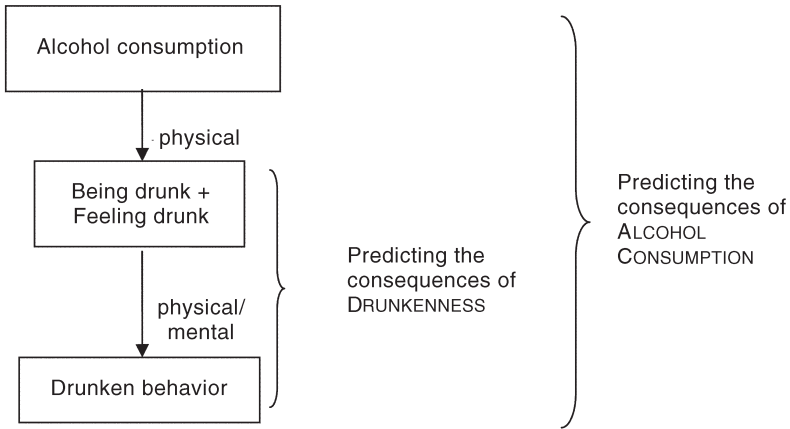 Alcohol consumption
physical
Being drunk +
Feeling drunk
physical/
mental
Drunken behavior
Predicting the
consequences of
DRUNKENNESS
Predicting the
consequences of
ALCOHOL
CONSUMPTION